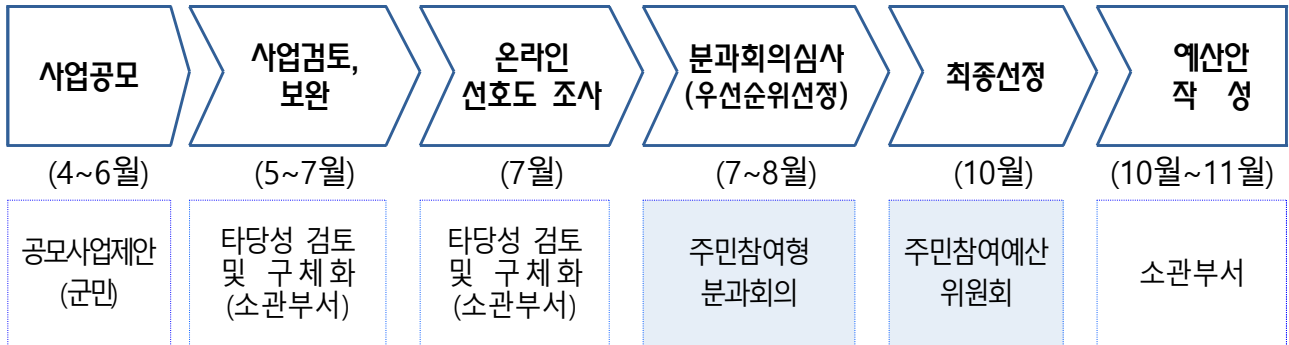 사업공모
사업검토,
보완
온라인
선호도 조사
분과회의심사
(우선순위선정)
최종선정
예산안
작 성
(4~6월)
(5~7월)
(7월)
(7~8월)
(10월)
(10월~11월)
공모사업제안
(군민)
타당성 검토
및 구체화
(소관부서)
타당성 검토
및 구체화
(소관부서)
주민참여형
분과회의
주민참여예산
위원회
소관부서